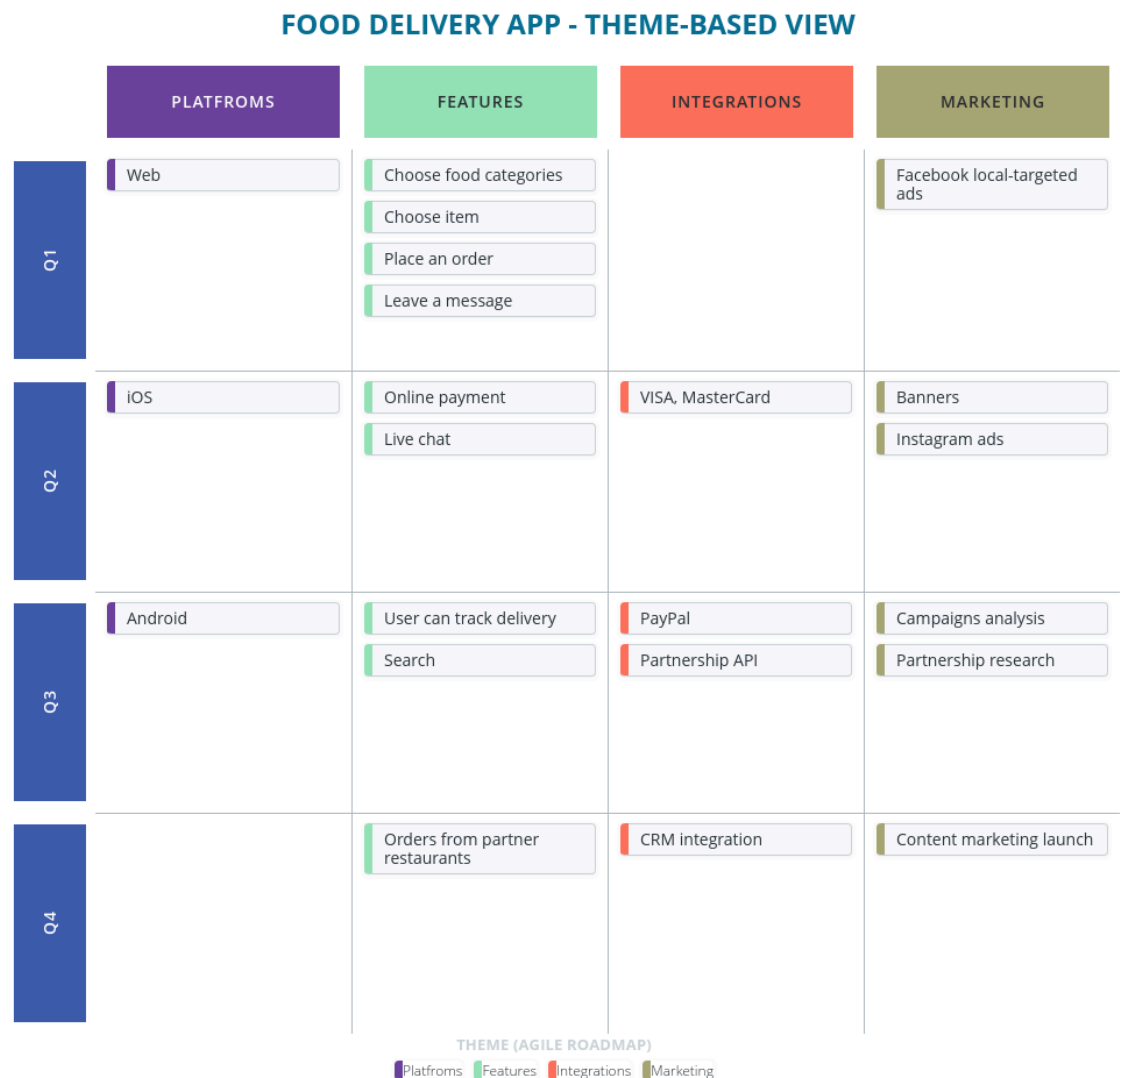 FOOD DELIVERY APP - THEME-BASED VIEW
PLATFROMS
FEATURES
INTEGRATIONS
MARKETING
Q1
Web
Choose food categories
Choose item
Place an order
Leave a message
Facebook local-targeted
ads
Q2
iOS
Online payment
Live chat
VISA, MasterCard
Banners
Instagram ads
Q3
Android
User can track delivery
Search
PayPal
Partnership API
Campaigns analysis
Partnership research
Q4
Orders from partner
restaurants
CRM integration
Content marketing launch
THEME (AGILE ROADMAP)
Platfroms
Features
Integrations
Marketing